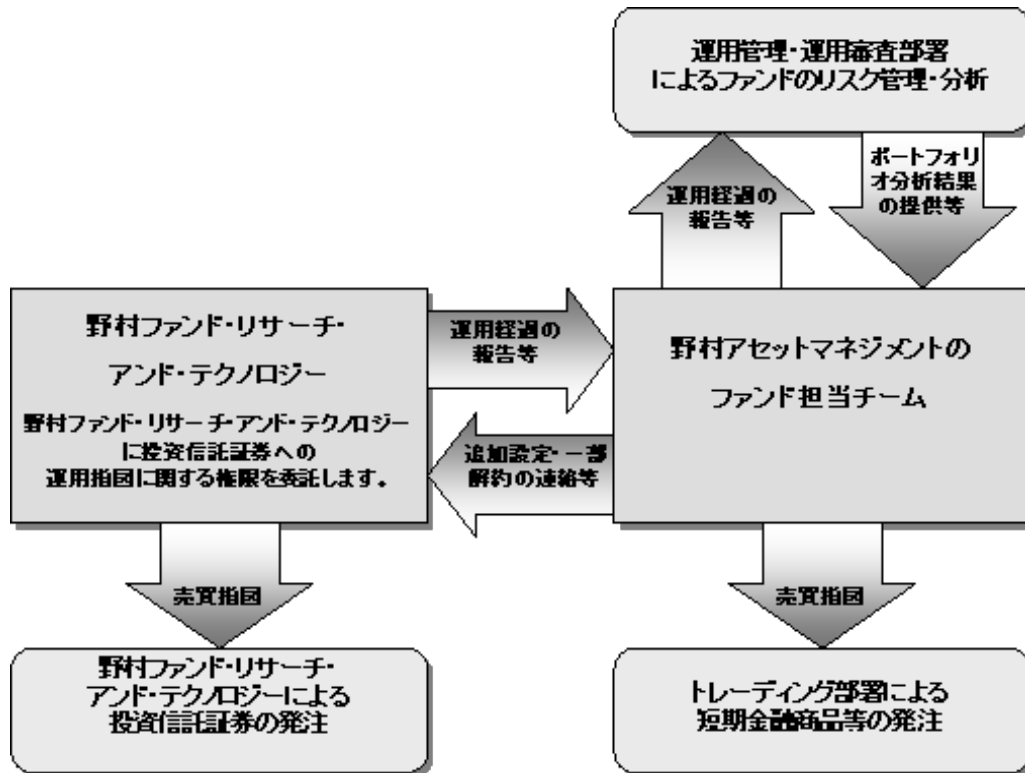 運用管理・運用審査部署
によるファンドのリスク管理・分析
運用経過の
報告等
ポートフォリ
オ分析結果
の提供等
野村ファンド・リサーチ・
アンド・テクノロジー
野村ファンド・リサーチ・アンド・テクノロジー
に投資信託証券への
運用指図に関する権限を委託します。
運用経過の
報告等
野村アセットマネジメントの
ファンド担当チーム
追加設定・一部
解約の連絡等
売買指図
売買指図
野村ファンド・リサーチ・
アンド・テクノロジーによる
投資信託証券の発注
トレーディング部署による
短期金融商品等の発注